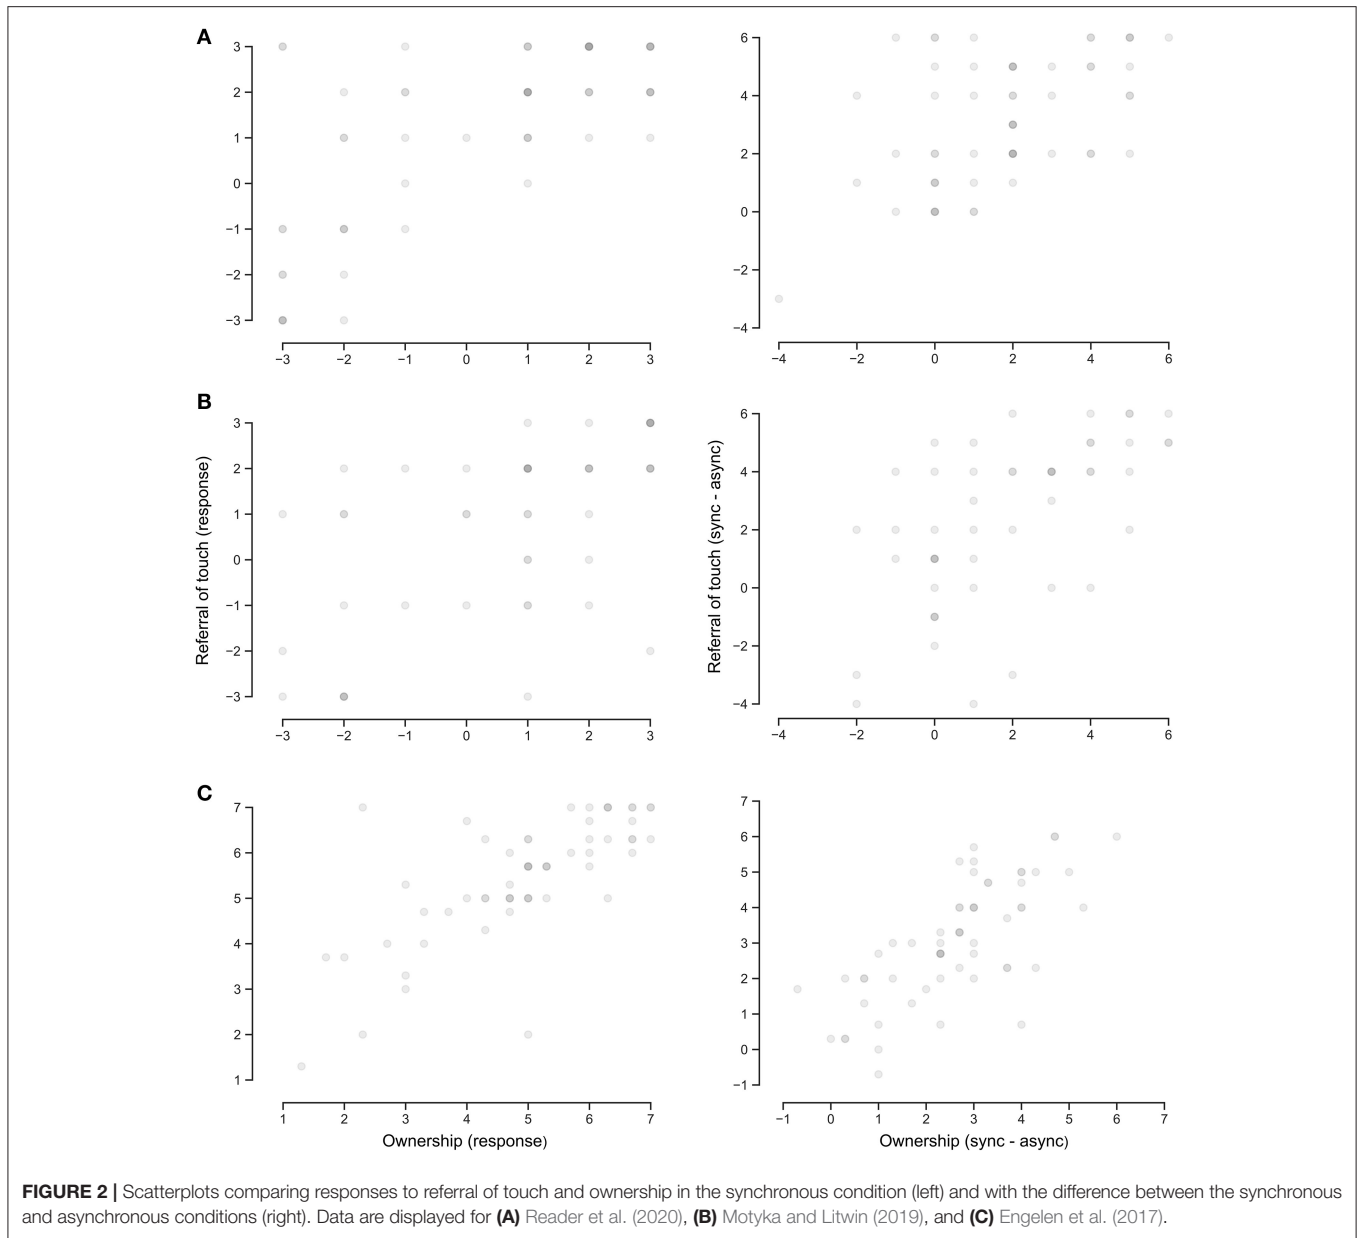 A
3
2
1
0
−1
−2
−3
−3 −2 −1 0 1 2 3
6
4
2
0
−2
−4
−4 −2 0 2 4 6
B
Referral of touch (response)
3
2
1
0
−1
−2
−3
−3 −2 −1 0 1 2 3
Referral of touch (sync - async)
6
4
2
0
−2
−4
−4 −2 0 2 4 6
C
7
6
5
4
3
2
1
1 2 3 4 5 6 7
Ownership (response)
7
6
5
4
3
2
1
0
−1
−1 0 1 2 3 4 5 6 7
Ownership (sync - async)
FIGURE 2 | Scatterplots comparing responses to referral of touch and ownership in the synchronous condition (left) and with the difference between the synchronous
and asynchronous conditions (right). Data are displayed for (A) Reader et al. (2020), (B) Motyka and Litwin (2019), and (C) Engelen et al. (2017).